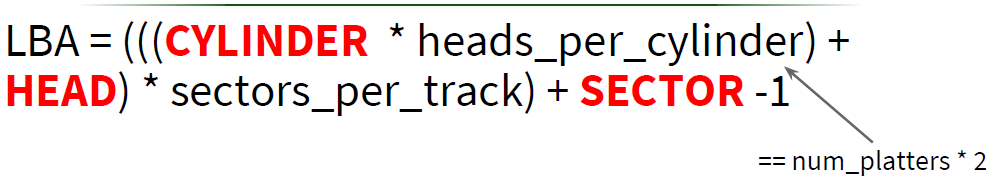 LBA = (((CYLINDER * heads_per_cylinder) +
HEAD) * sectors_per_track) + SECTOR -1
== num_platters * 2